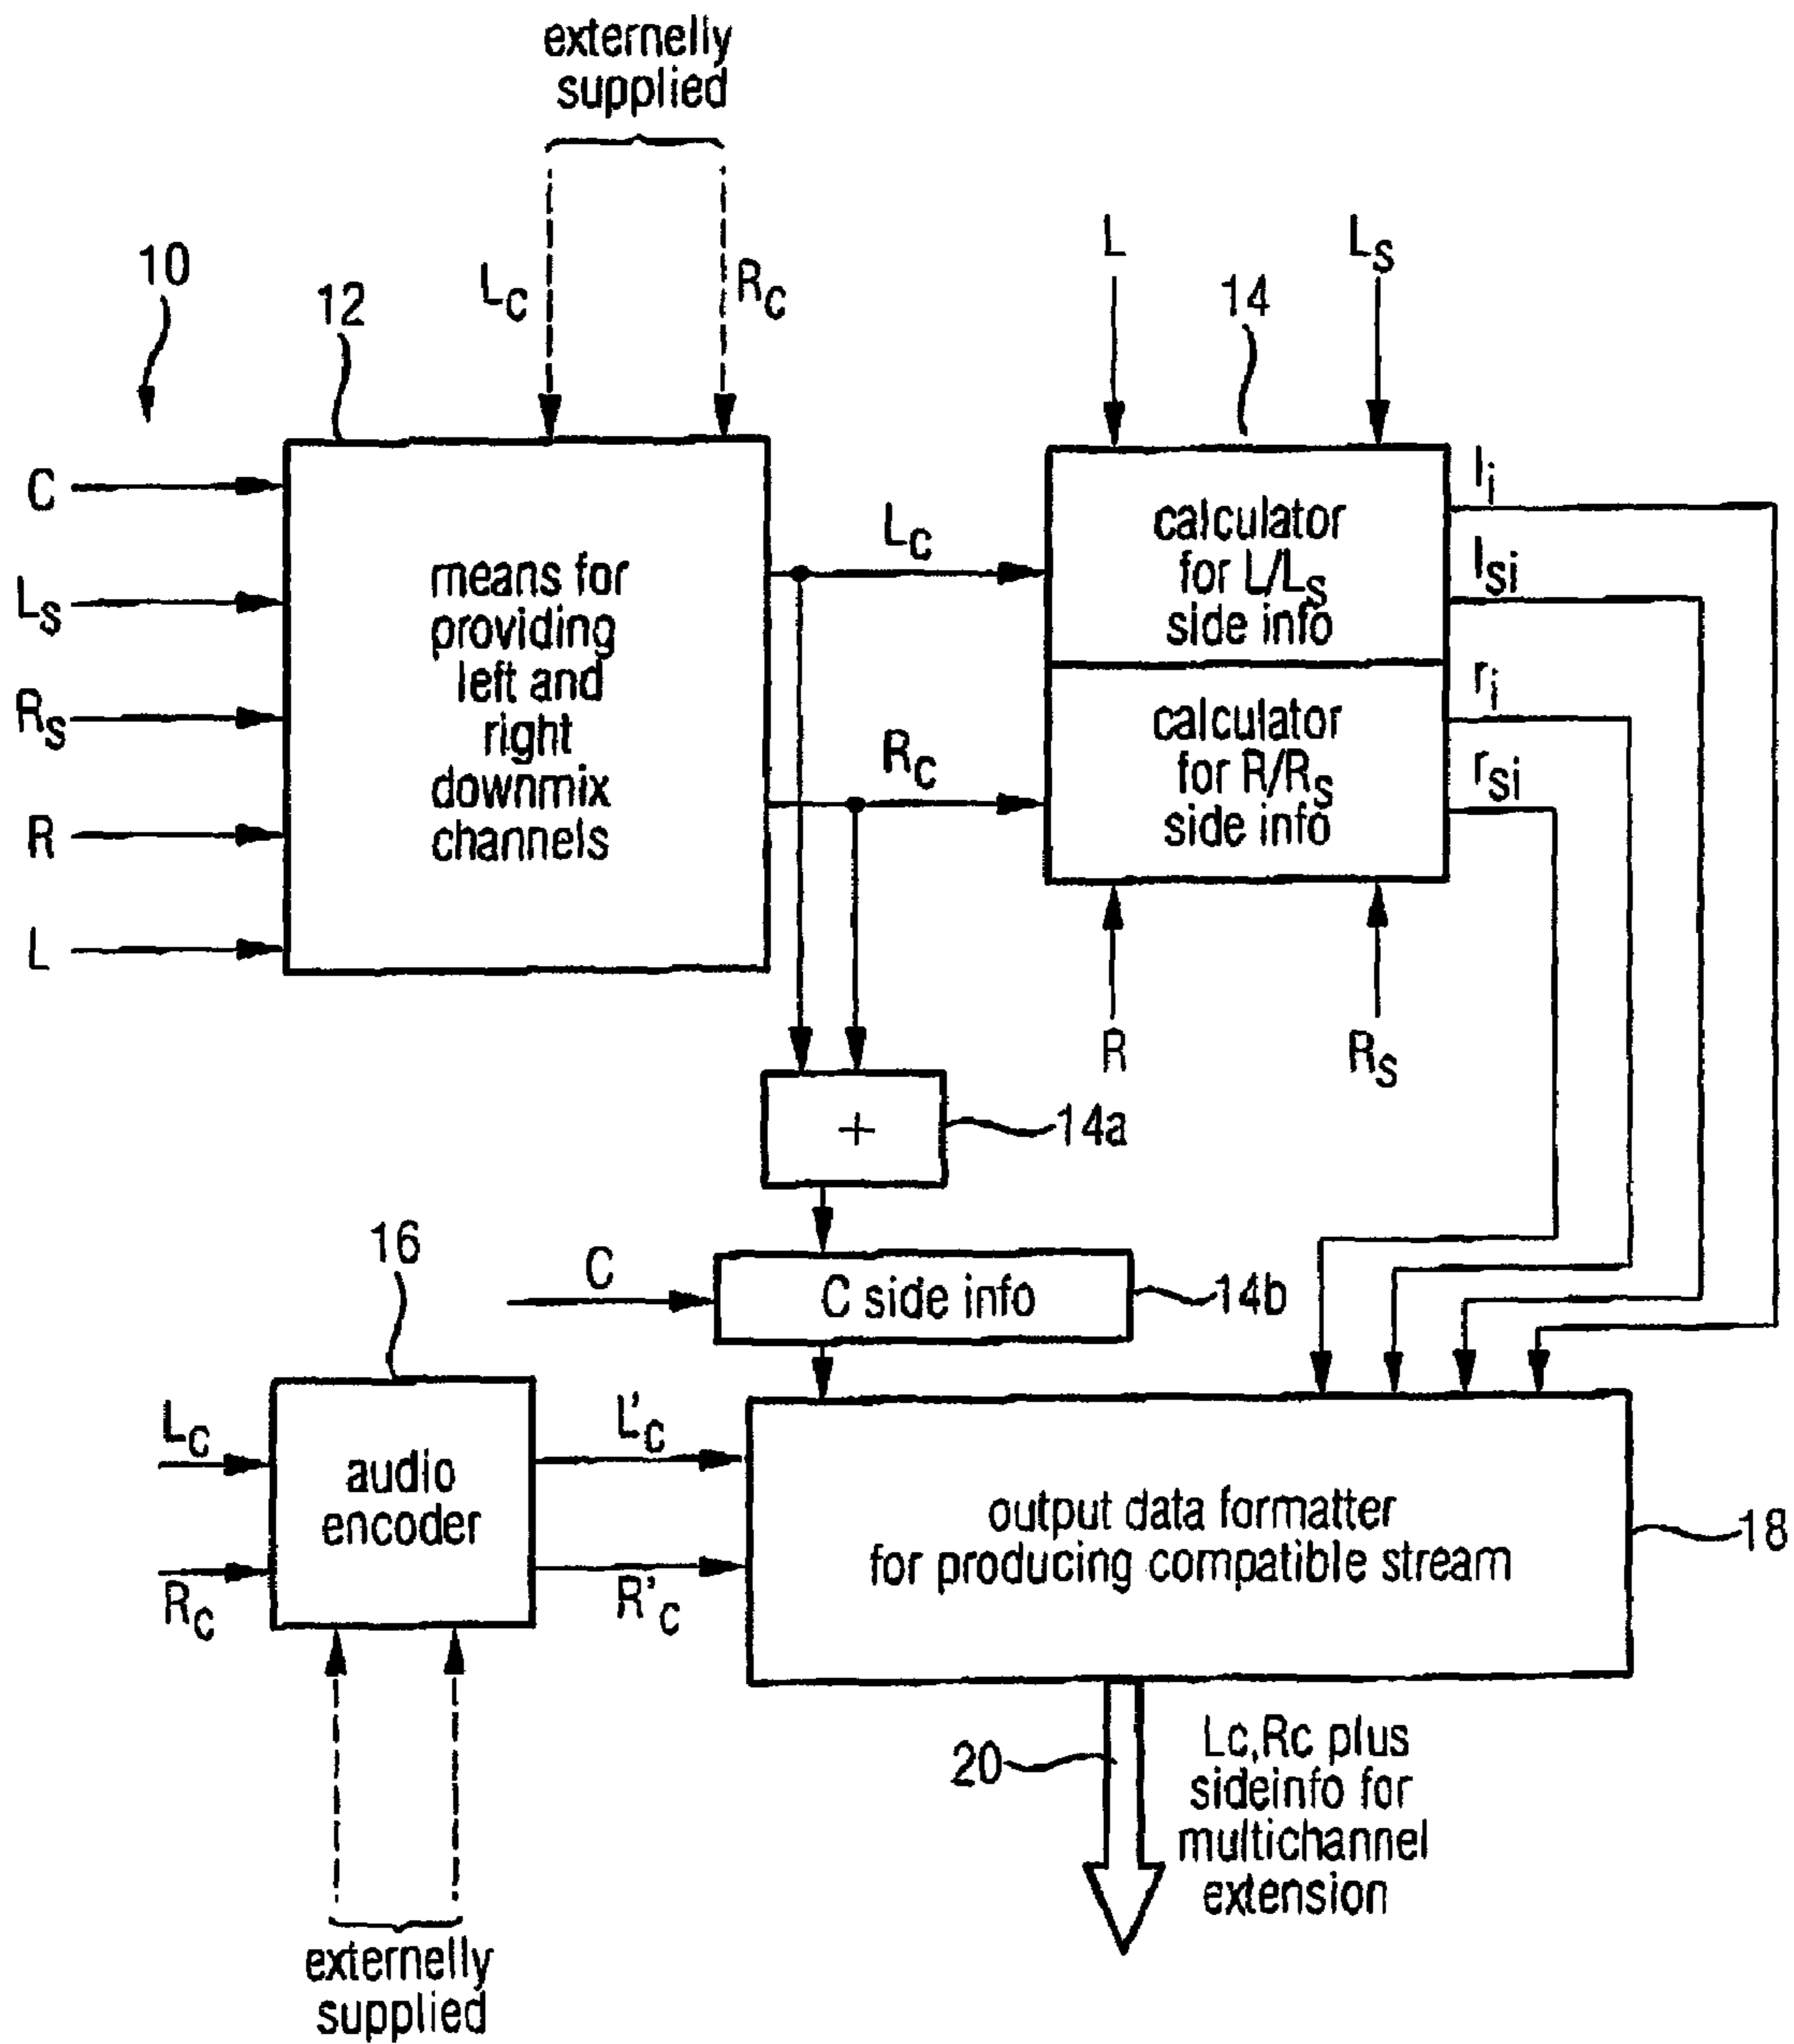 externelly
supplied
10
12
Lc
Rc
L
Ls
14
C
Ls
Rs
R
L
means for
providing
left and
right
downmix
channels
Lc
Rc
calculator
for L/Ls
side info
calculator
for R/Rs
side info
li
lsi
ri
rsi
R
Rs
+
14a
16
C
C side info
14b
Lc
Rc
audio
encoder
L'c
R'c
output data formatter
for producing compatible stream
18
20
Lc,Rc plus
sideinfo for
multichannel
extension
externelly
supplied